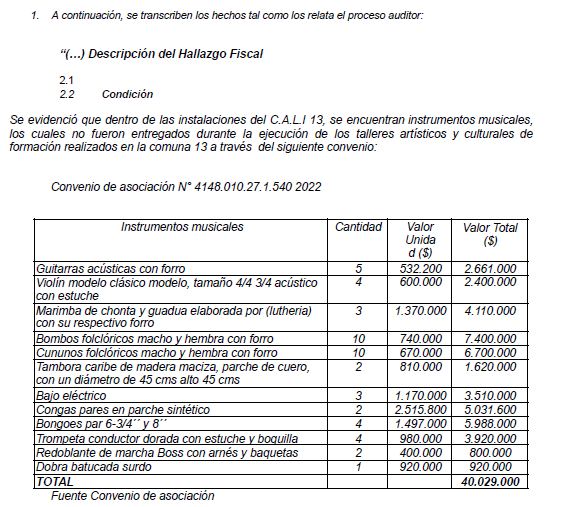 1. A continuación, se transcriben los hechos tal como los relata el proceso auditor:
“(…) Descripción del Hallazgo Fiscal
2.1
2.2 Condición
Se evidenció que dentro de las instalaciones del C.A.L.I 13, se encuentran instrumentos musicales,
los cuales no fueron entregados durante la ejecución de los talleres artísticos y culturales de
formación realizados en la comuna 13 a través del siguiente convenio:
Convenio de asociación N° 4148.010.27.1.540 2022
Instrumentos musicales Cantidad Valor Valor Total
Unida ($)
d ($)
Guitarras acústicas con forro 5 532.200 2.661.000
Violín modelo clásico modelo, tamaño 4/4 3/4 acústico 4 600.000 2.400.000
con estuche
Marimba de chonta y guadua elaborada por (lutheria) 3 1.370.000 4.110.000
con su respectivo forro
Bombos folclóricos macho y hembra con forro 10 740.000 7.400.000
Cununos folclóricos macho y hembra con forro 10 670.000 6.700.000
Tambora caribe de madera maciza, parche de cuero, 2 810.000 1.620.000
con un diámetro de 45 cms alto 45 cms
Bajo eléctrico 3 1.170.000 3.510.000
Congas pares en parche sintético 2 2.515.800 5.031.600
Bongoes par 6-3/4´´ y 8´´ 4 1.497.000 5.988.000
Trompeta conductor dorada con estuche y boquilla 4 980.000 3.920.000
Redoblante de marcha Boss con arnés y baquetas 2 400.000 800.000
Dobra batucada surdo 1 920.000 920.000
TOTAL 40.029.000
Fuente Convenio de asociación